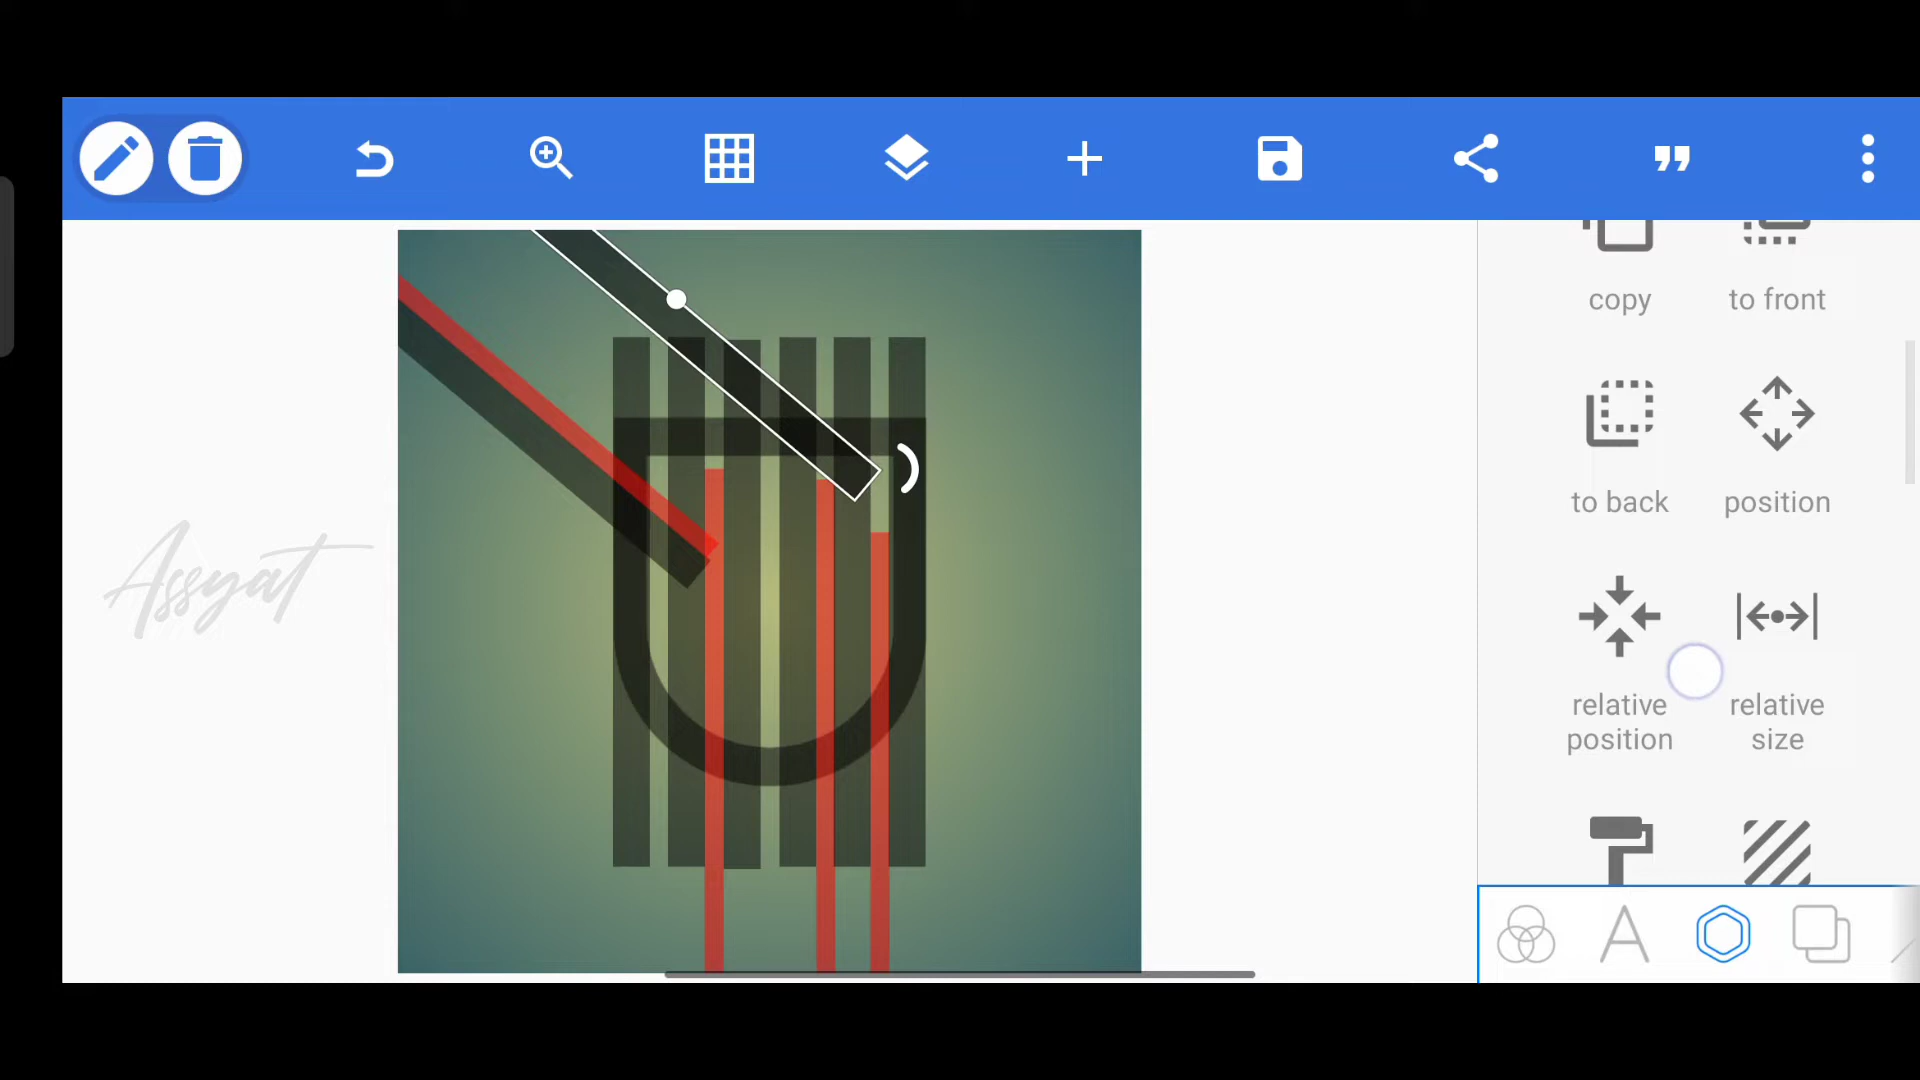 copy
to front
to back
position
relative
position
relative
size
Assyat